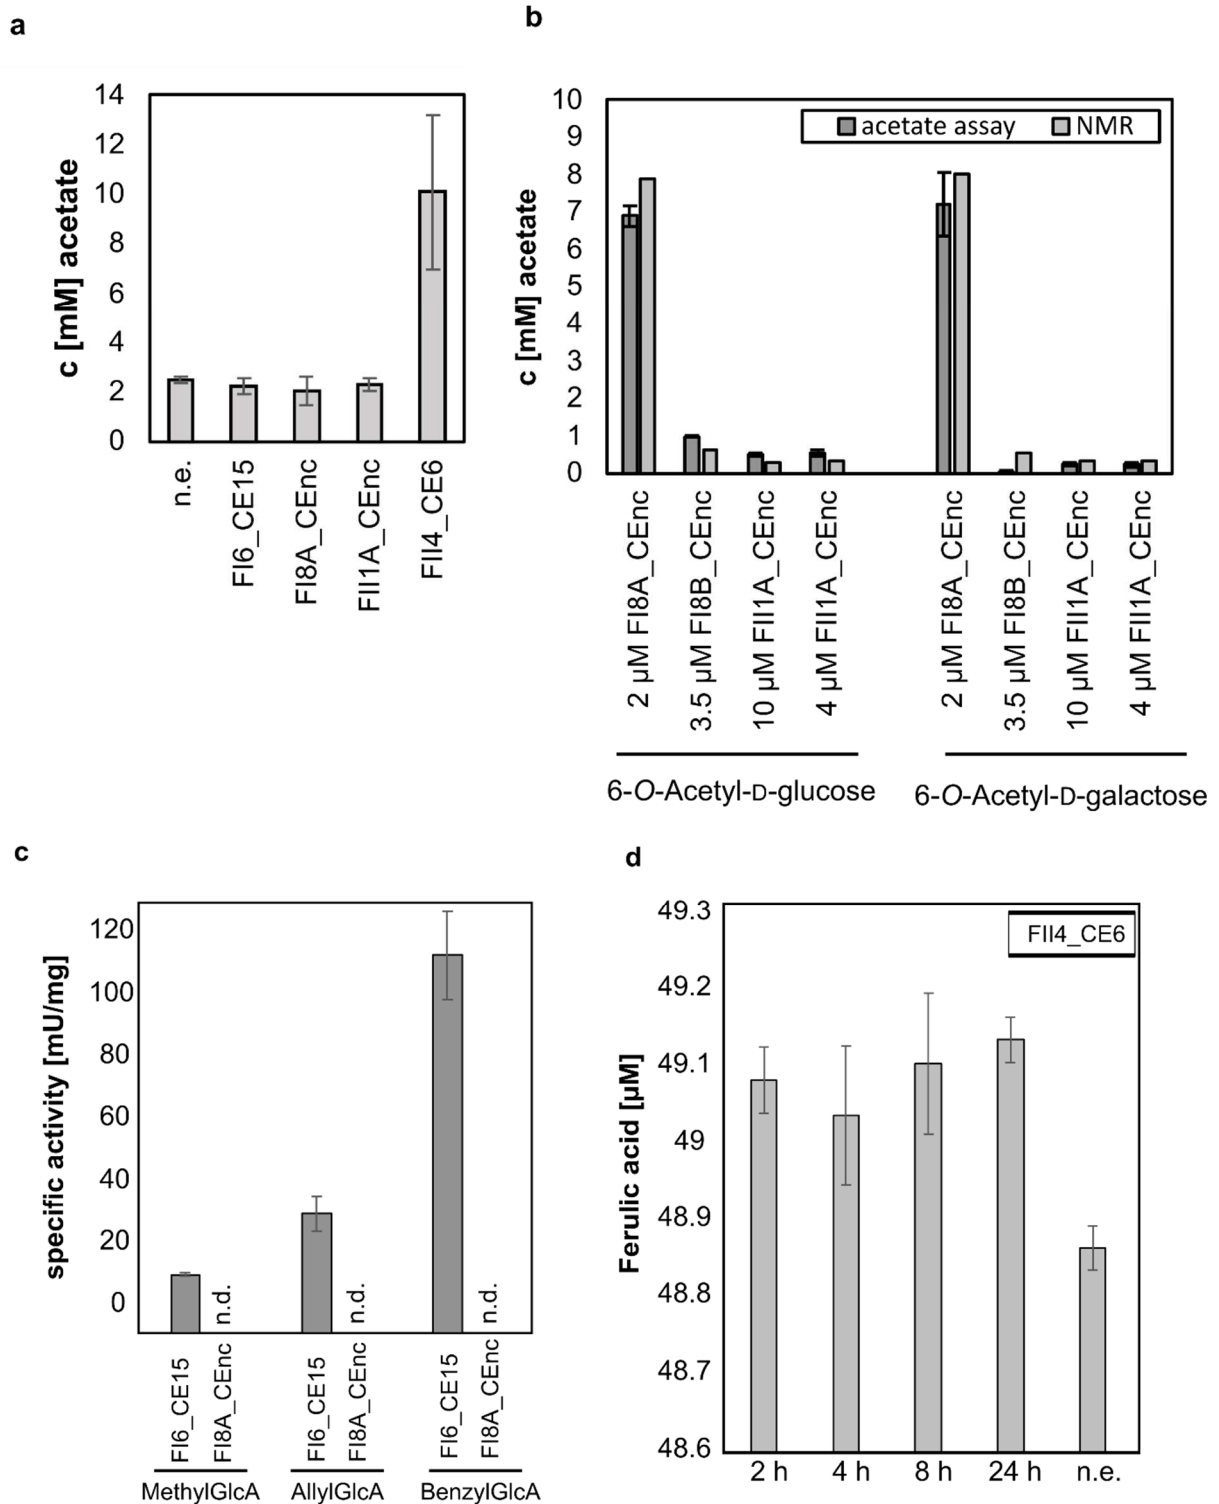 a
14
12
10
8
6
4
2
0
c [mM] acetate
n.e.
FI6_CE15
FI8A_CEnc
FII1A_CEnc
FII4_CE6
b
10
9
8
7
6
5
4
3
2
1
0
c [mM] acetate
acetate assay NMR
2 µM FI8A_CEnc
3.5 µM FI8B_CEnc
10 µM FII1A_CEnc
4 µM FII1A_CEnc
2 µM FI8A_CEnc
3.5 µM FI8B_CEnc
10 µM FII1A_CEnc
4 µM FII1A_CEnc
6-O-Acetyl-D-glucose
6-O-Acetyl-D-galactose
c
120
100
80
60
40
20
0
specific activity [mU/mg]
n.d.
n.d.
n.d.
FI6_CE15
FI8A_CEnc
FI6_CE15
FI8A_CEnc
FI6_CE15
FI8A_CEnc
MethylGlcA
AllylGlcA
BenzylGlcA
d
49.3
49.2
49.1
49
48.9
48.8
48.7
48.6
Ferulic acid [µM]
FII4_CE6
2 h 4 h 8 h 24 h n.e.